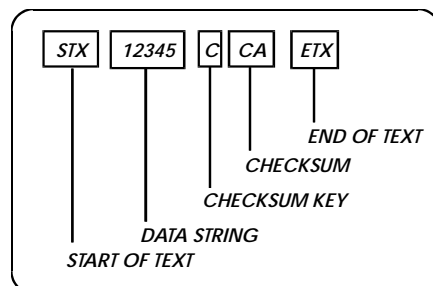 STX 12345 C CA ETX
END OF TEXT
CHECKSUM
CHECKSUM KEY
DATA STRING
START OF TEXT